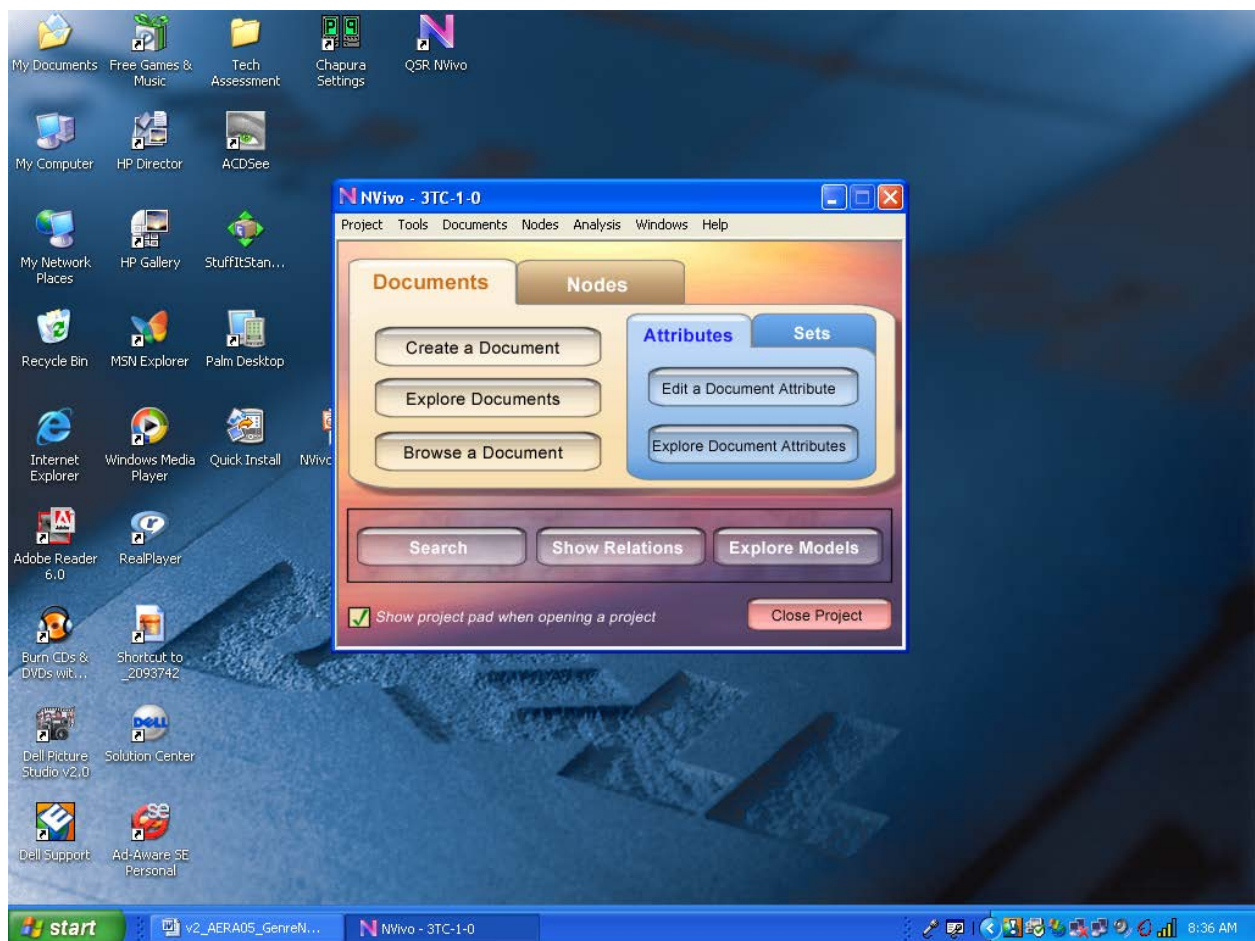 My Documents
Free Games &
Music
Tech
Assessment
Chapura
Settings
QSR NVivo
My Computer
HP Director
ACDSee
My Network
Places
HP Gallery
StuffItStan...
Recycle Bin
MSN Explorer
Palm Desktop
Internet
Explorer
Windows Media
Player
Quick Install
NVivo
Adobe Reader
6.0
RealPlayer
Burn CDs &
DVDs wit...
Shortcut to
_2093742
Dell Picture
Studio v2.0
DELL
Solution Center
Dell Support
SE
Ad-Aware SE
Personal
NVivo - 3TC-1-0
Project Tools Documents Nodes Analysis Windows Help
Documents Nodes
Create a Document
Explore Documents
Browse a Document
Attributes Sets
Edit a Document Attribute
Explore Document Attributes
Search Show Relations Explore Models
Show project pad when opening a project
Close Project
start v2_AERA05_GenreN... NVivo - 3TC-1-0 8:36 AM